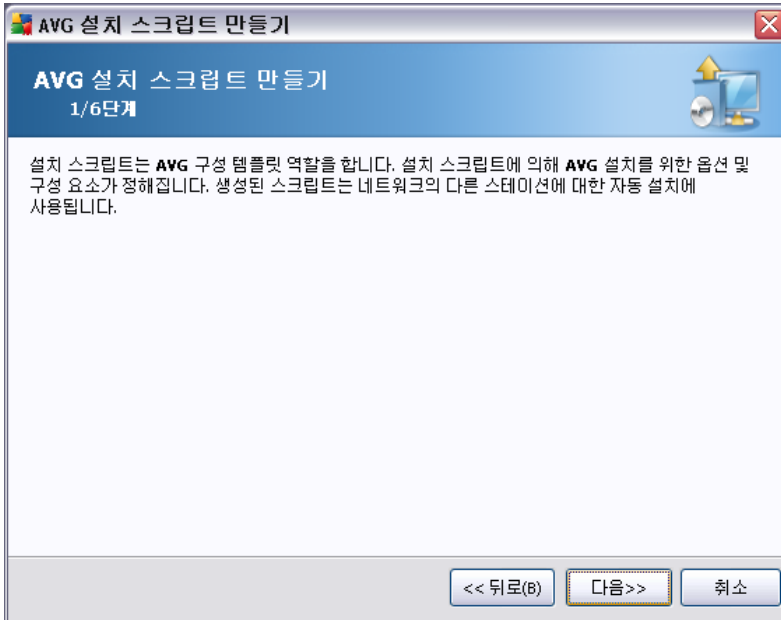 AVG 설치 스크립트 만들기
AVG 설치 스크립트 만들기
1/6단계
설치 스크립트는 AVG 구성 템플릿 역할을 합니다. 설치 스크립트에 의해 AVG 설치를 위한 옵션 및
구성 요소가 정해집니다. 생성된 스크립트는 네트워크의 다른 스테이션에 대한 자동 설치에
사용됩니다.
<< 뒤로(B)
다음>>
취소